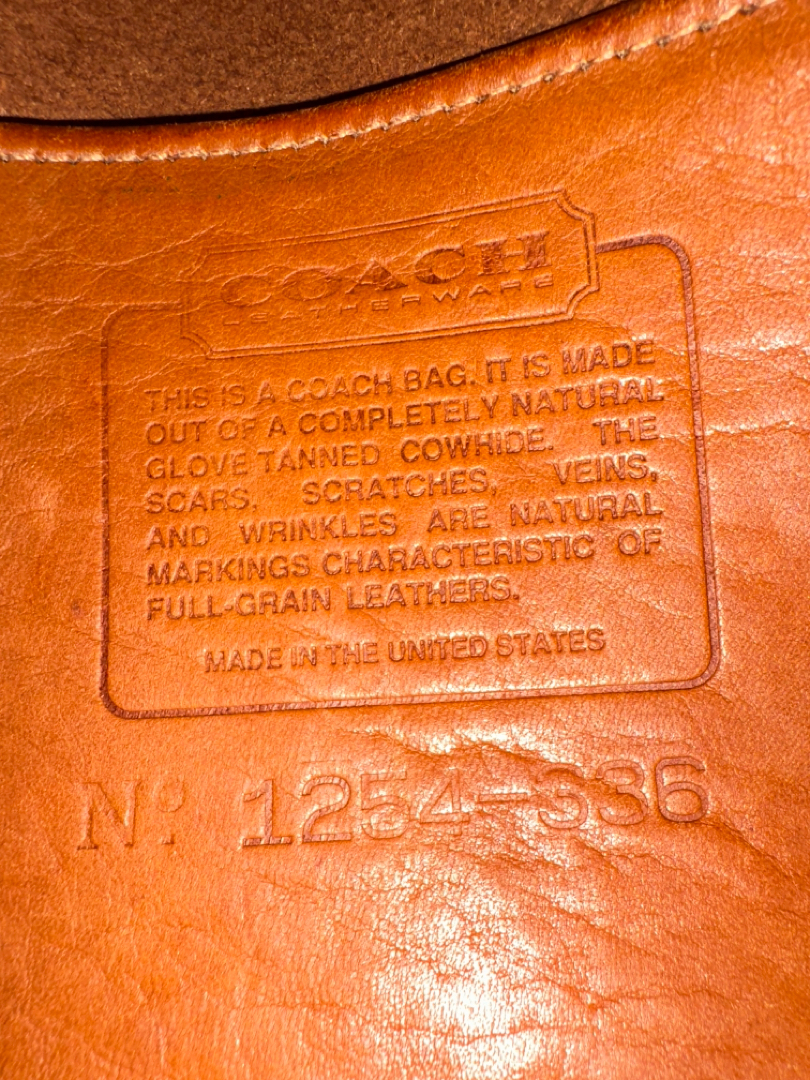 COACH
LEATHERWARE
THIS IS A COACH BAG. IT IS MADE
OUT OF A COMPLETELY NATURAL
GLOVE TANNED COWHIDE. THE
SCARS, SCRATCHES, VEINS,
AND WRINKLES ARE NATURAL
MARKINGS CHARACTERISTIC OF
FULL-GRAIN LEATHERS.
MADE IN THE UNITED STATES
Nº 1254-336